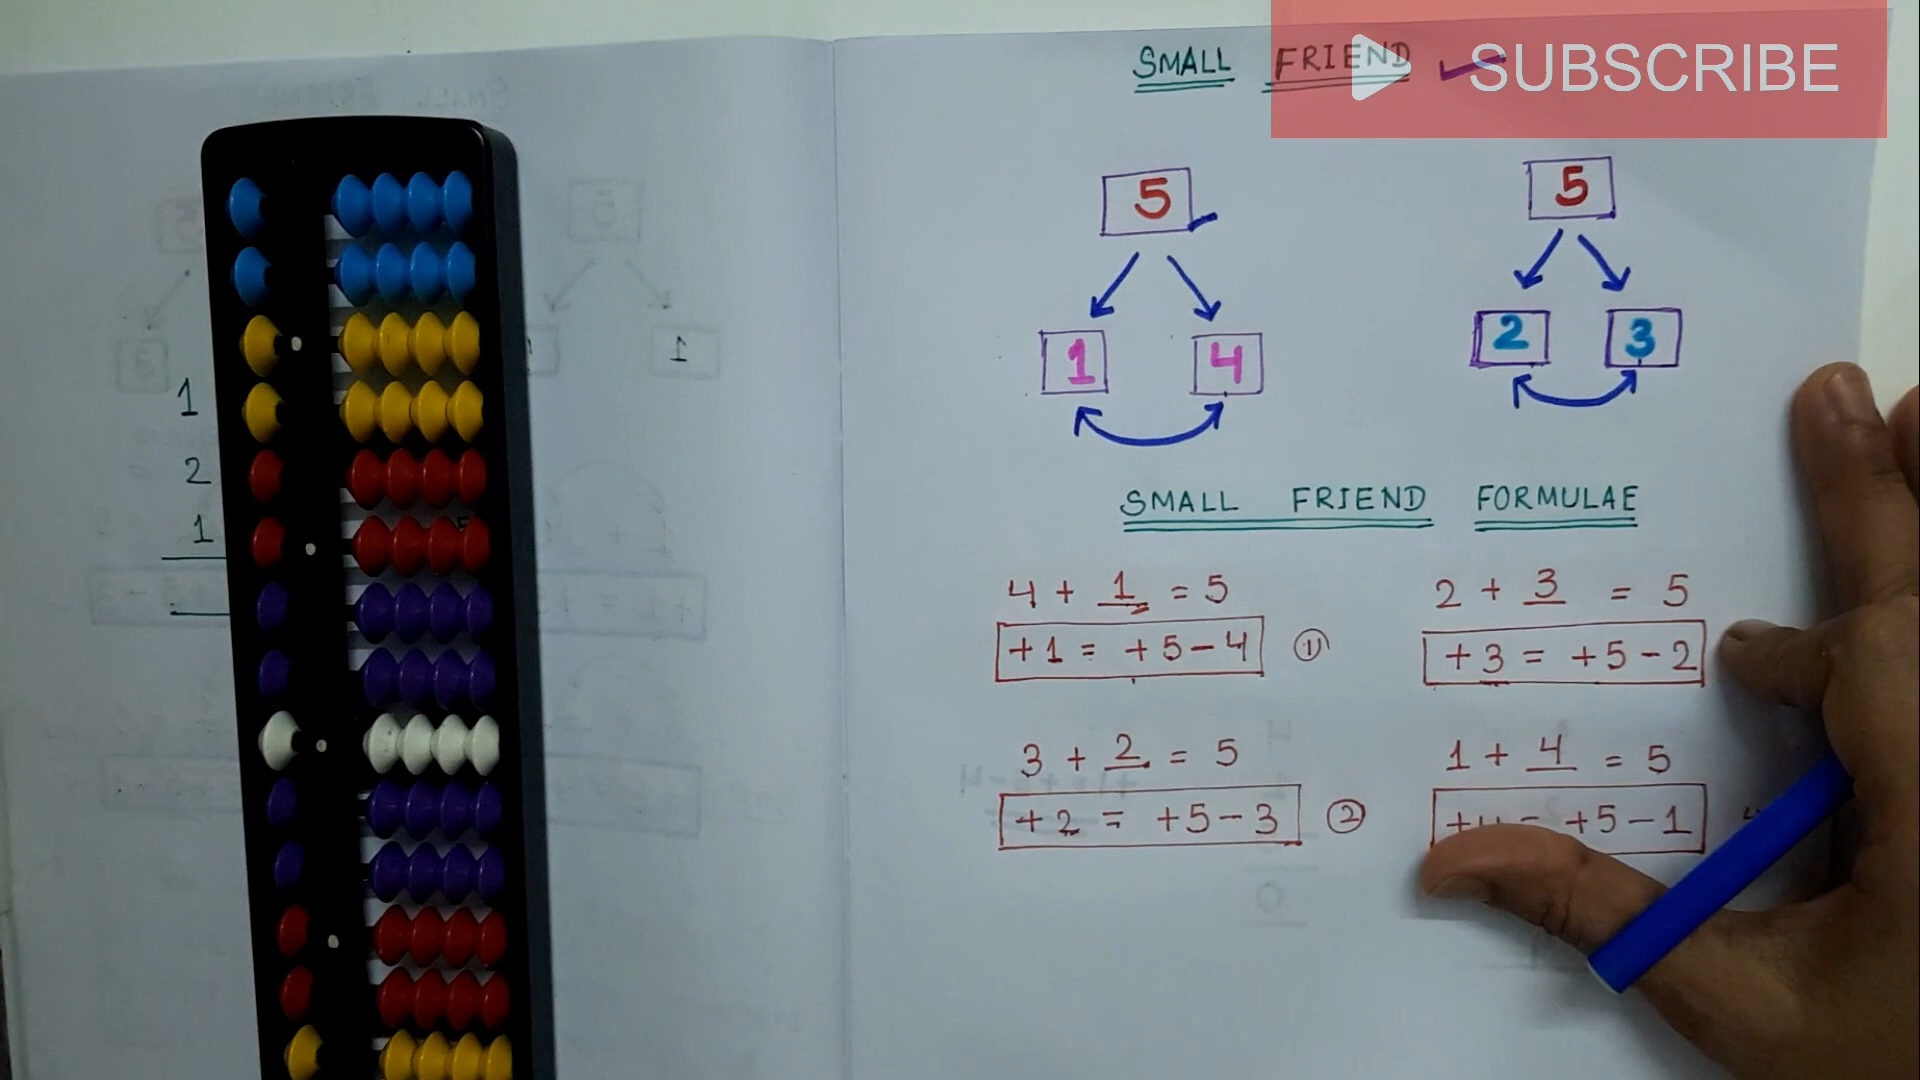 SMALL FRIEND
SUBSCRIBE
5
5
1 4
2 3
1
2
1
SMALL FRIEND FORMULAE
4 + 1 = 5
2 + 3 = 5
+1 = +5-4 ①
+3 = +5-2
3 + 2 = 5
1 + 4 = 5
+2 = +5-3 ②
+4 = +5-1